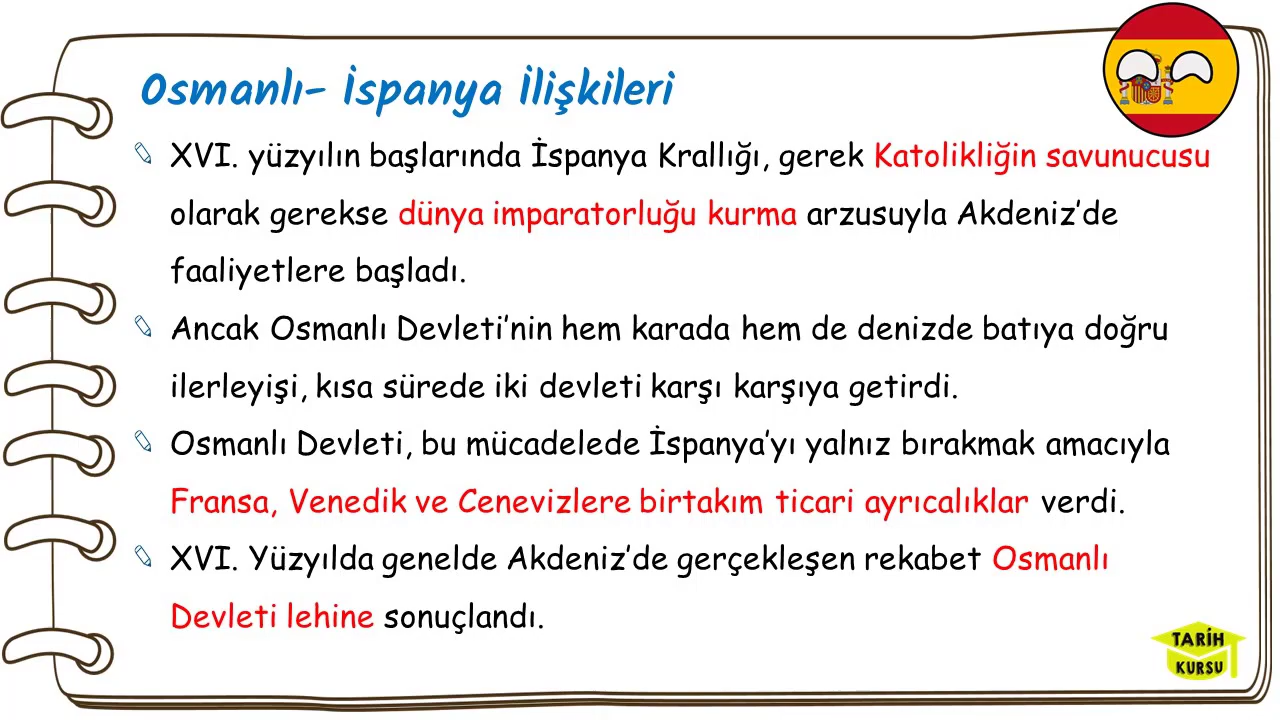 Osmanlı- İspanya İlişkileri
XVI. yüzyılın başlarında İspanya Krallığı, gerek Katolikliğin savunucusu
olarak gerekse dünya imparatorluğu kurma arzusuyla Akdeniz’de
faaliyetlere başladı.
Ancak Osmanlı Devleti’nin hem karada hem de denizde batıya doğru
ilerleyişi, kısa sürede iki devleti karşı karşıya getirdi.
Osmanlı Devleti, bu mücadelede İspanya’yı yalnız bırakmak amacıyla
Fransa, Venedik ve Cenevizlere birtakım ticari ayrıcalıklar verdi.
XVI. Yüzyılda genelde Akdeniz’de gerçekleşen rekabet Osmanlı
Devleti lehine sonuçlandı.
TARİH
KURSU